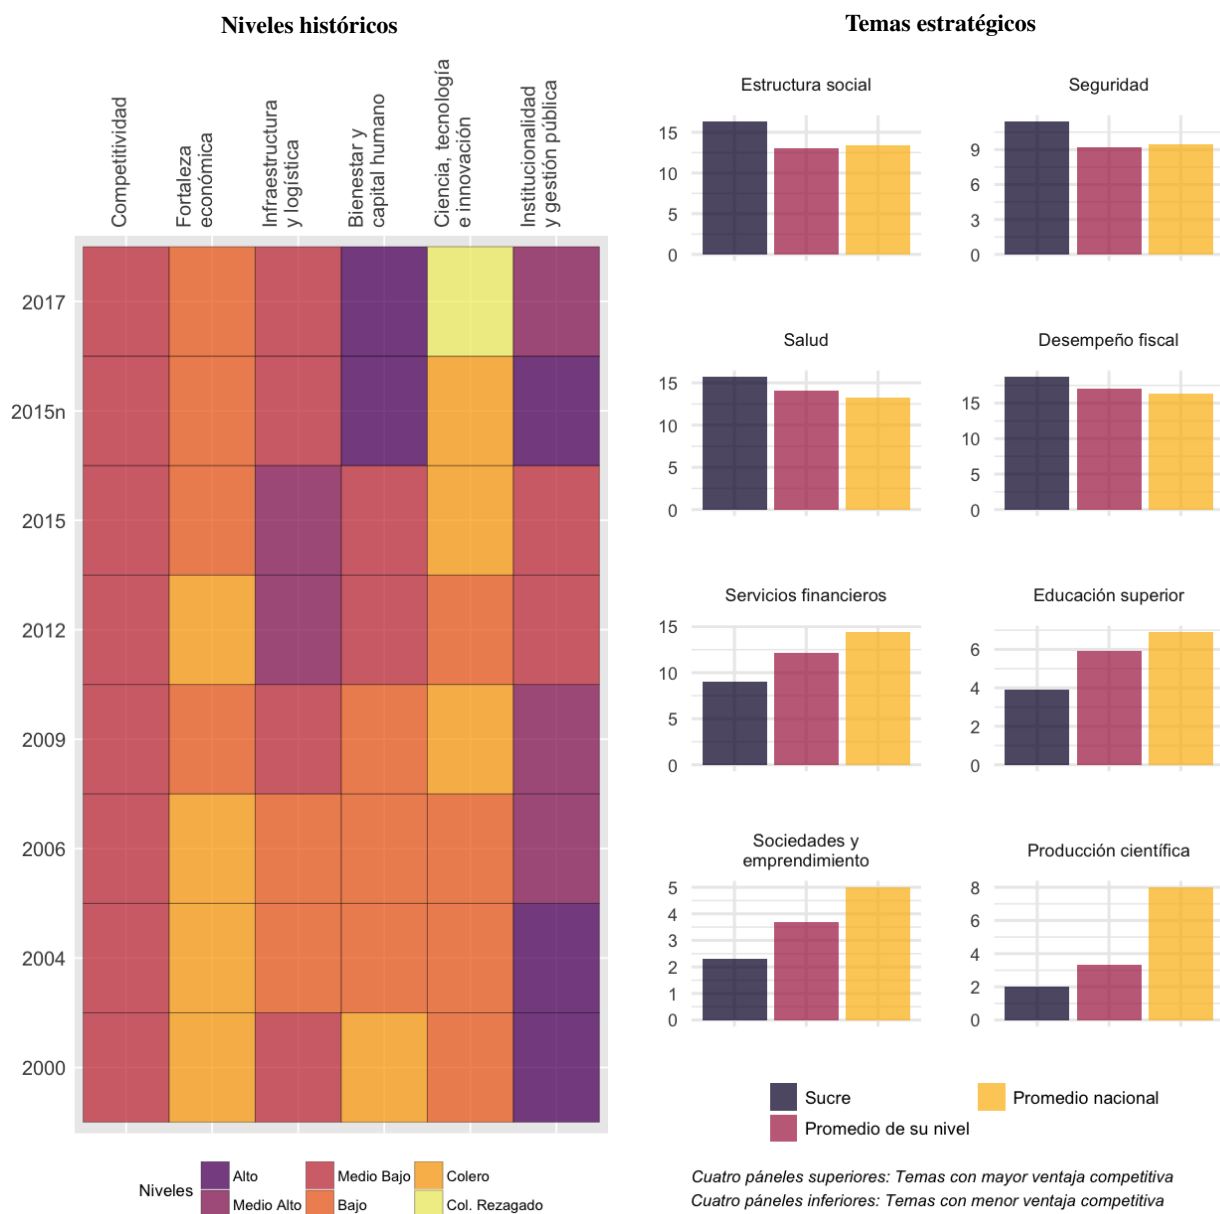 Niveles históricos
Competitividad
Fortaleza
económica
Infraestructura
y logística
Bienestar y
capital humano
Ciencia, tecnología
e innovación
Institucionalidad
y gestión pública
2017
2015n
2015
2012
2009
2006
2004
2000
Niveles
Alto
Medio Bajo
Colero
Medio Alto
Bajo
Col. Rezagado
Temas estratégicos
Estructura social
15
10
5
0
Seguridad
9
6
3
0
Salud
15
10
5
0
Desempeño fiscal
15
10
5
0
Servicios financieros
15
10
5
0
Educación superior
6
4
2
0
Sociedades y
emprendimiento
5
4
3
2
1
0
Producción científica
8
6
4
2
0
Sucre
Promedio nacional
Promedio de su nivel
Cuatro páneles superiores: Temas con mayor ventaja competitiva
Cuatro páneles inferiores: Temas con menor ventaja competitiva